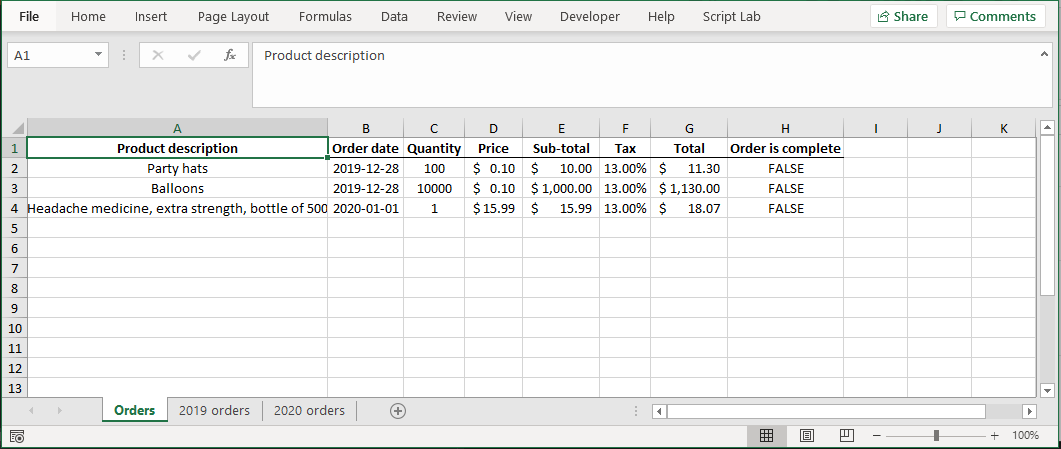 File Home Insert Page Layout Formulas Data Review View Developer Help Script Lab Share Comments
A1 fx Product description
A B C D E F G H I J K
1 Product description Order date Quantity Price Sub-total Tax Total Order is complete
2 Party hats 2019-12-28 100 $ 0.10 $ 10.00 13.00% $ 11.30 FALSE
3 Balloons 2019-12-28 10000 $ 0.10 $ 1,000.00 13.00% $ 1,130.00 FALSE
4 Headache medicine, extra strength, bottle of 500 2020-01-01 1 $ 15.99 $ 15.99 13.00% $ 18.07 FALSE
5
6
7
8
9
10
11
12
13
Orders 2019 orders 2020 orders
100%